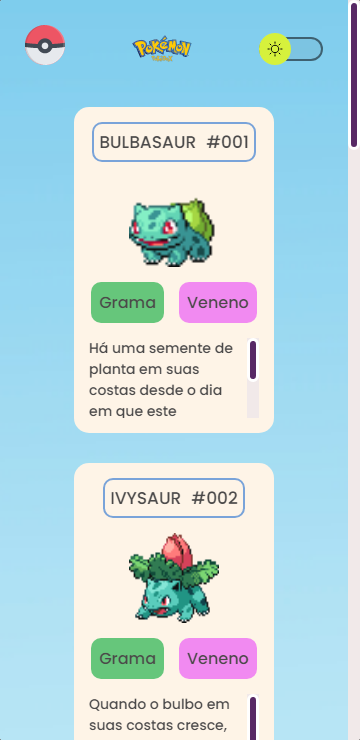 Pokémon
BULBASAUR #001
Grama
Veneno
Há uma semente de
planta em suas
costas desde o dia
em que este
IVYSAUR #002
Grama
Veneno
Quando o bulbo em
suas costas cresce,